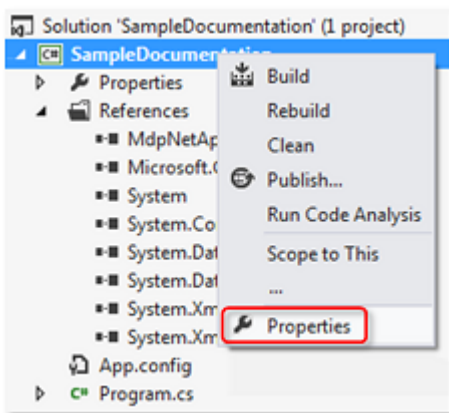 Solution 'SampleDocumentation' (1 project)
C# SampleDocumentation
Properties
References
MdpNetAp
Microsoft.
System
System.Co
System.Dat
System.Dat
System.Xm
System.Xm
App.config
C# Program.cs
Build
Rebuild
Clean
Publish...
Run Code Analysis
Scope to This
...
Properties